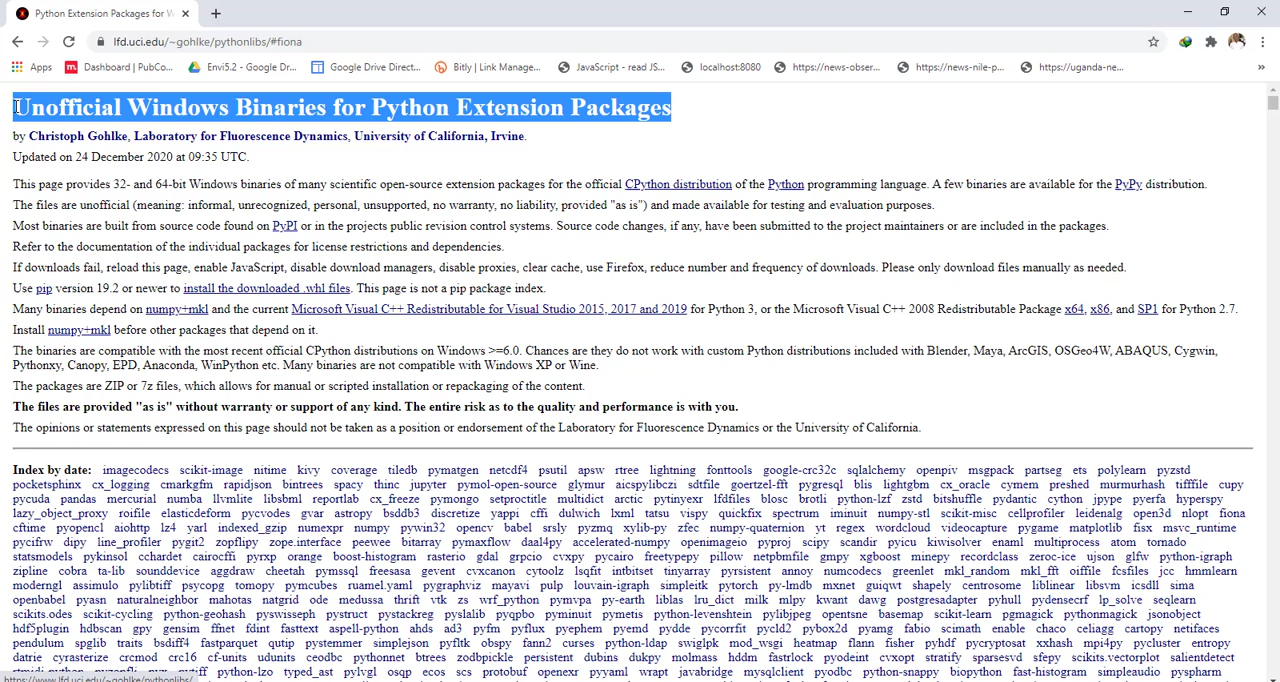 Python Extension Packages for W
lfd.uci.edu/~gohlke/pythonlibs/#fiona
Apps Dashboard | PubCo... Envi5.2 - Google Dr... Google Drive Direct... Bitly | Link Manage... JavaScript - read JS... localhost:8080 https://news-obser... https://news-nile-p... https://uganda-ne... »
Unofficial Windows Binaries for Python Extension Packages
by Christoph Gohlke, Laboratory for Fluorescence Dynamics, University of California, Irvine.
Updated on 24 December 2020 at 09:35 UTC.
This page provides 32- and 64-bit Windows binaries of many scientific open-source extension packages for the official CPython distribution of the Python programming language. A few binaries are available for the PyPy distribution.
The files are unofficial (meaning: informal, unrecognized, personal, unsupported, no warranty, no liability, provided "as is") and made available for testing and evaluation purposes.
Most binaries are built from source code found on PyPI or in the projects public revision control systems. Source code changes, if any, have been submitted to the project maintainers or are included in the packages.
Refer to the documentation of the individual packages for license restrictions and dependencies.
If downloads fail, reload this page, enable JavaScript, disable download managers, disable proxies, clear cache, use Firefox, reduce number and frequency of downloads. Please only download files manually as needed.
Use pip version 19.2 or newer to install the downloaded .whl files. This page is not a pip package index.
Many binaries depend on numpy+mkl and the current Microsoft Visual C++ Redistributable for Visual Studio 2015, 2017 and 2019 for Python 3, or the Microsoft Visual C++ 2008 Redistributable Package x64, x86, and SP1 for Python 2.7.
Install numpy+mkl before other packages that depend on it.
The binaries are compatible with the most recent official CPython distributions on Windows >=6.0. Chances are they do not work with custom Python distributions included with Blender, Maya, ArcGIS, OSGeo4W, ABAQUS, Cygwin,
Pythonxy, Canopy, EPD, Anaconda, WinPython etc. Many binaries are not compatible with Windows XP or Wine.
The packages are ZIP or 7z files, which allows for manual or scripted installation or repackaging of the content.
The files are provided "as is" without warranty or support of any kind. The entire risk as to the quality and performance is with you.
The opinions or statements expressed on this page should not be taken as a position or endorsement of the Laboratory for Fluorescence Dynamics or the University of California.
Index by date: imagecodecs scikit-image nitime kivy coverage tiledb pymatgen netcdf4 psutil apsw rtree lightning fonttools google-crc32c sqlalchemy openpiv msgpack partseg ets polylearn pyzstd
pocketsphinx cx_logging cmarkgfm rapidjson bintrees spacy thinc jupyter pymol-open-source glymur aicspylibczi sdtfile goertzel-fft pygresql blis lightgbm cx_oracle cymem preshed murmurhash tifffile cupy
pycuda pandas mercurial numba llvmlite libsbml reportlab cx_freeze pymongo setproctitle multidict arctic pytinyexr lfdfiles blosc brotli python-lzf zstd bitshuffle pydantic cython jpype pyerfa hyperspy
lazy_object_proxy roifile elasticdeform pycvodes gvar astropy bsddb3 discretize yappi cffi dulwich lxml tatsu vispy quickfix spectrum iminuit numpy-stl scikit-misc cellprofiler leidenalg open3d nlopt fiona
cftime pyopencl aiohttp lz4 yarl indexed_gzip numexpr numpy pywin32 opencv babel srsly pyzmq xylib-py zfec numpy-quaternion yt regex wordcloud videocapture pygame matplotlib fisx msvc_runtime
pycifrw dipy line_profiler pygit2 zopflipy zope.interface peewee bitarray pymaxflow daal4py accelerated-numpy openimageio pyproj scipy scandir pyicu kiwisolver enaml multiprocess atom tornado
statsmodels pykinsol cchardet cairocffi pyrxp orange boost-histogram rasterio gdal grpcio cvxpy pycairo freetypepy pillow netpbmfile gmpy xgboost minepy recordclass zeroc-ice ujson glfw python-igraph
zipline cobra ta-lib sounddevice aggdraw cheetah pymssql freesasa gevent cvxcanon cytoolz lsqfit intbitset tinyarray pyrsistent annoy numcodecs greenlet mkl_random mkl_fft oiffile fcsfiles jcc hmmlearn
moderngl assimulo pylibtiff psycopg tomopy pymcubes ruamel.yaml pygraphviz mayavi pulp louvain-igraph simpleitk pytorch py-lmdb mxnet guiqwt shapely centrosome liblinear libsvm icsdll sima
openbabel pyasn naturalneighbor mahotas natgrid ode medussa thrift vtk zs wrf_python pymvpa py-earth liblas lru_dict milk mlpy kwant dawg postgresadapter pyhull pydensecrf lp_solve seqlearn
scikits.odes scikit-cycling python-geohash pyswisseph pystruct pystackreg pyslalib pyqpbo pyminuit pymetis python-levenshtein pylibjpeg opentsne basemap scikit-learn pgmagick pythonmagick jsonobject
hdf5plugin hdbscan gpy gensim ffnet fdint fasttext aspell-python ahds ad3 pyfm pyflux pyephem pyemd pydde pycorrfit pycld2 pybox2d pyamg fabio scimath enable chaco celiagg cartopy netifaces
pendulum spglib traits bsdiff4 fastparquet qutip pystemmer simplejson pyfltk obspy fann2 curses python-ldap swiglpk mod_wsgi heatmap flann fisher pyhdf pycryptosat xxhash mpi4py pycluster entropy
datrie cyrasterize crcmod crc16 cf-units udunits ceodbc pythonnet btrees zodbpickle persistent dubins dukpy molmass hddm fastlockj pyodeint cvxopt stratify sparsesvd sfepy scikits.vectorplot salientdetect
python-lzo typed_ast pylvgl osqp ecos scs protobuf openexr pyyaml wrapt javabridge mysqlclient pyodbc python-snappy biopython fast-histogram simpleaudio pyspharm
https://www.lfd.uci.edu/~gohlke/pythonlibs/